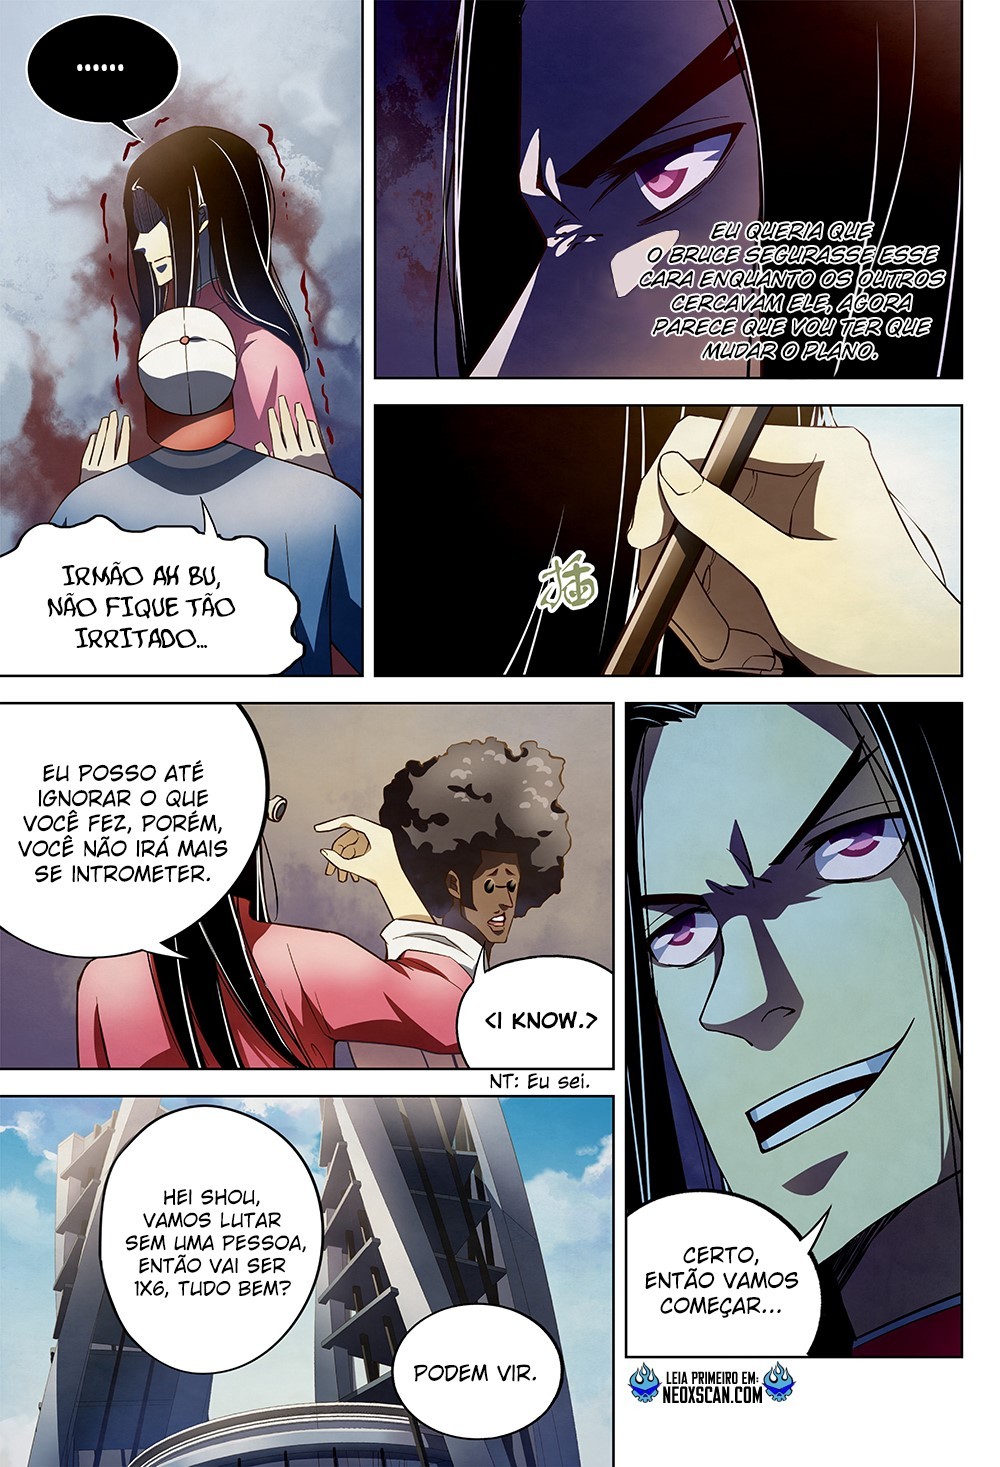 ......
IRMÃO AH BU,
NÃO FIQUE TÃO
IRRITADO...
EU QUERIA QUE
O BRUCE SEGURASSE ESSE
CARA ENQUANTO OS OUTROS
CERCAVAM ELE, AGORA
PARECE QUE VOU TER QUE
MUDAR O PLANO.
插
EU POSSO ATÉ
IGNORAR O QUE
VOCÊ FEZ, PORÉM,
VOCÊ NÃO IRÁ MAIS
SE INTROMETER.
<I KNOW.>
NT: Eu sei.
CERTO,
ENTÃO VAMOS
COMEÇAR...
HEI SHOU,
VAMOS LUTAR
SEM UMA PESSOA,
ENTÃO VAI SER
1X6, TUDO BEM?
PODEM VIR.
LEIA PRIMEIRO EM:
NEOXSCAN.COM